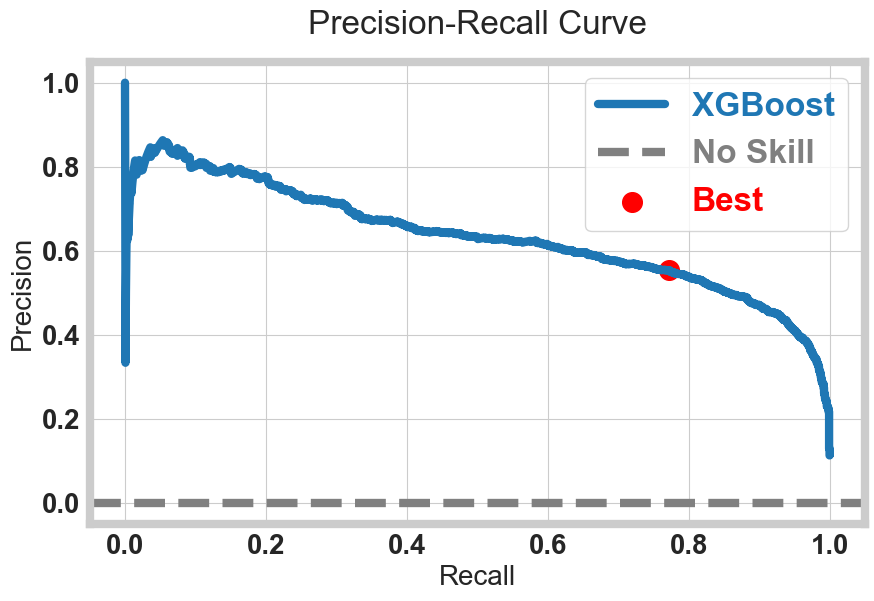 Precision-Recall Curve
1.0
0.8
0.6
0.4
0.2
0.0
Precision
XGBoost
No Skill
Best
0.0 0.2 0.4 0.6 0.8 1.0
Recall